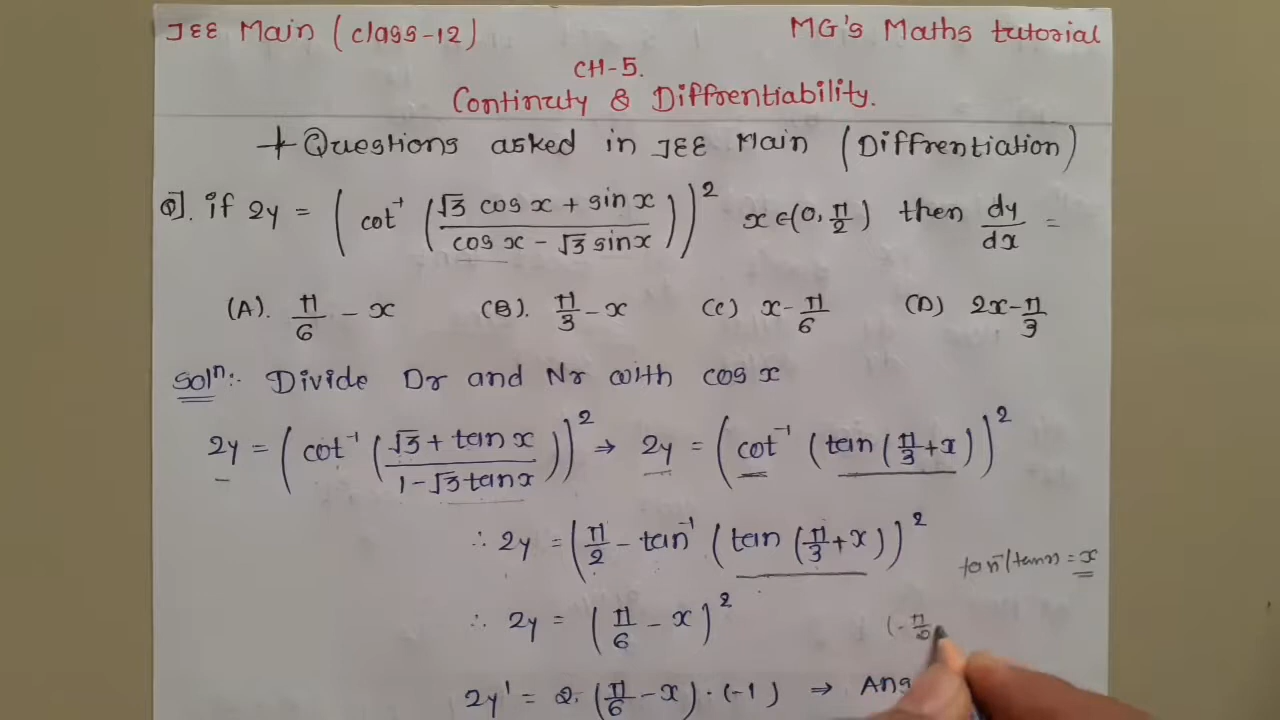 JEE Main (class-12) MG's Maths tutorial
CH-5.
Continuty & Diffrentiability.
+ Questions asked in JEE Main (Diffrentiation)
Q]. if 2y = (cot⁻¹ ((√3 cos x + sin x)/(cos x - √3 sin x)))² x ∈ (0, π/2) then dy/dx =
(A). π/6 - x (B). π/3 - x (C) x - π/6 (D) 2x - π/3
Solⁿ:- Divide Dr and Nr with cos x
2y = (cot⁻¹ ((√3 + tan x)/(1 - √3 tan x)))² → 2y = (cot⁻¹ (tan (π/3 + x)))²
∴ 2y = (π/2 - tan⁻¹ (tan (π/3 + x)))²
tan⁻¹(tan x) = x
∴ 2y = (π/6 - x)²
(-π/
2y' = 2. (π/6 - x) · (-1) ⇒ Ans